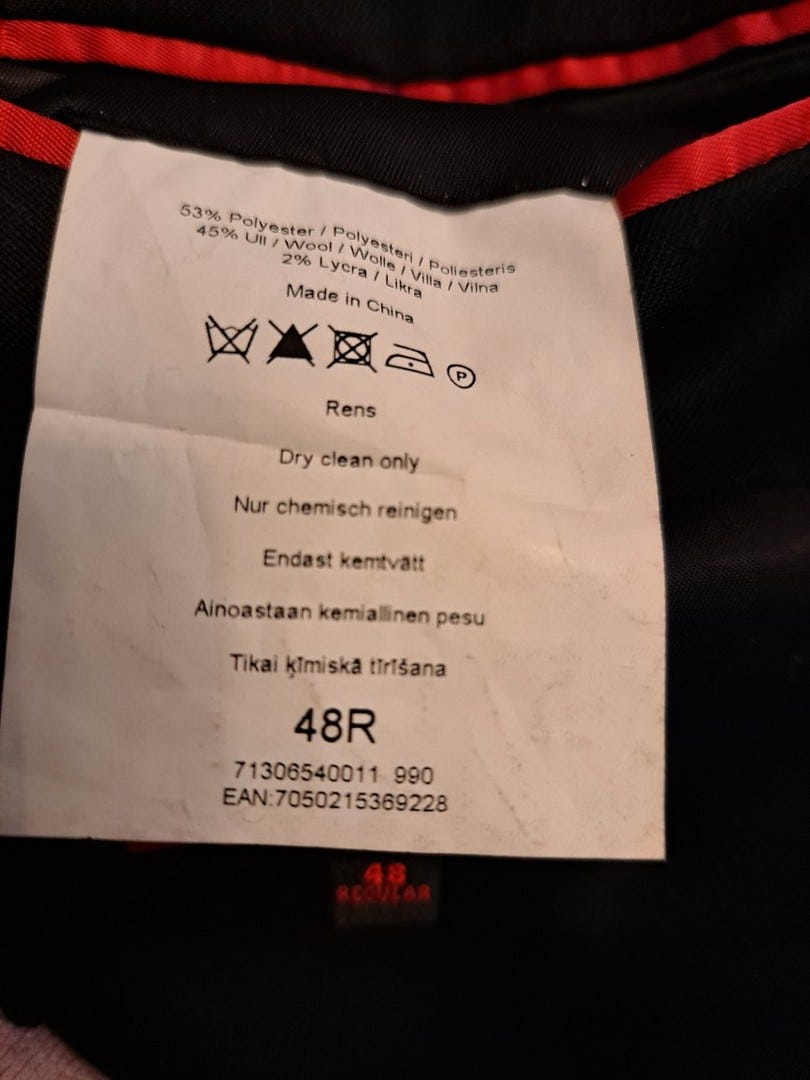 53% Polyester / Polyesteri / Poliesteris
45% Ull / Wool / Wolle / Villa / Vilna
2% Lycra / Likra
Made in China
P
Rens
Dry clean only
Nur chemisch reinigen
Endast kemtvätt
Ainoastaan kemiallinen pesu
Tikai ķīmiskā tīrīšana
48R
71306540011 990
EAN:7050215369228
48
REGULAR